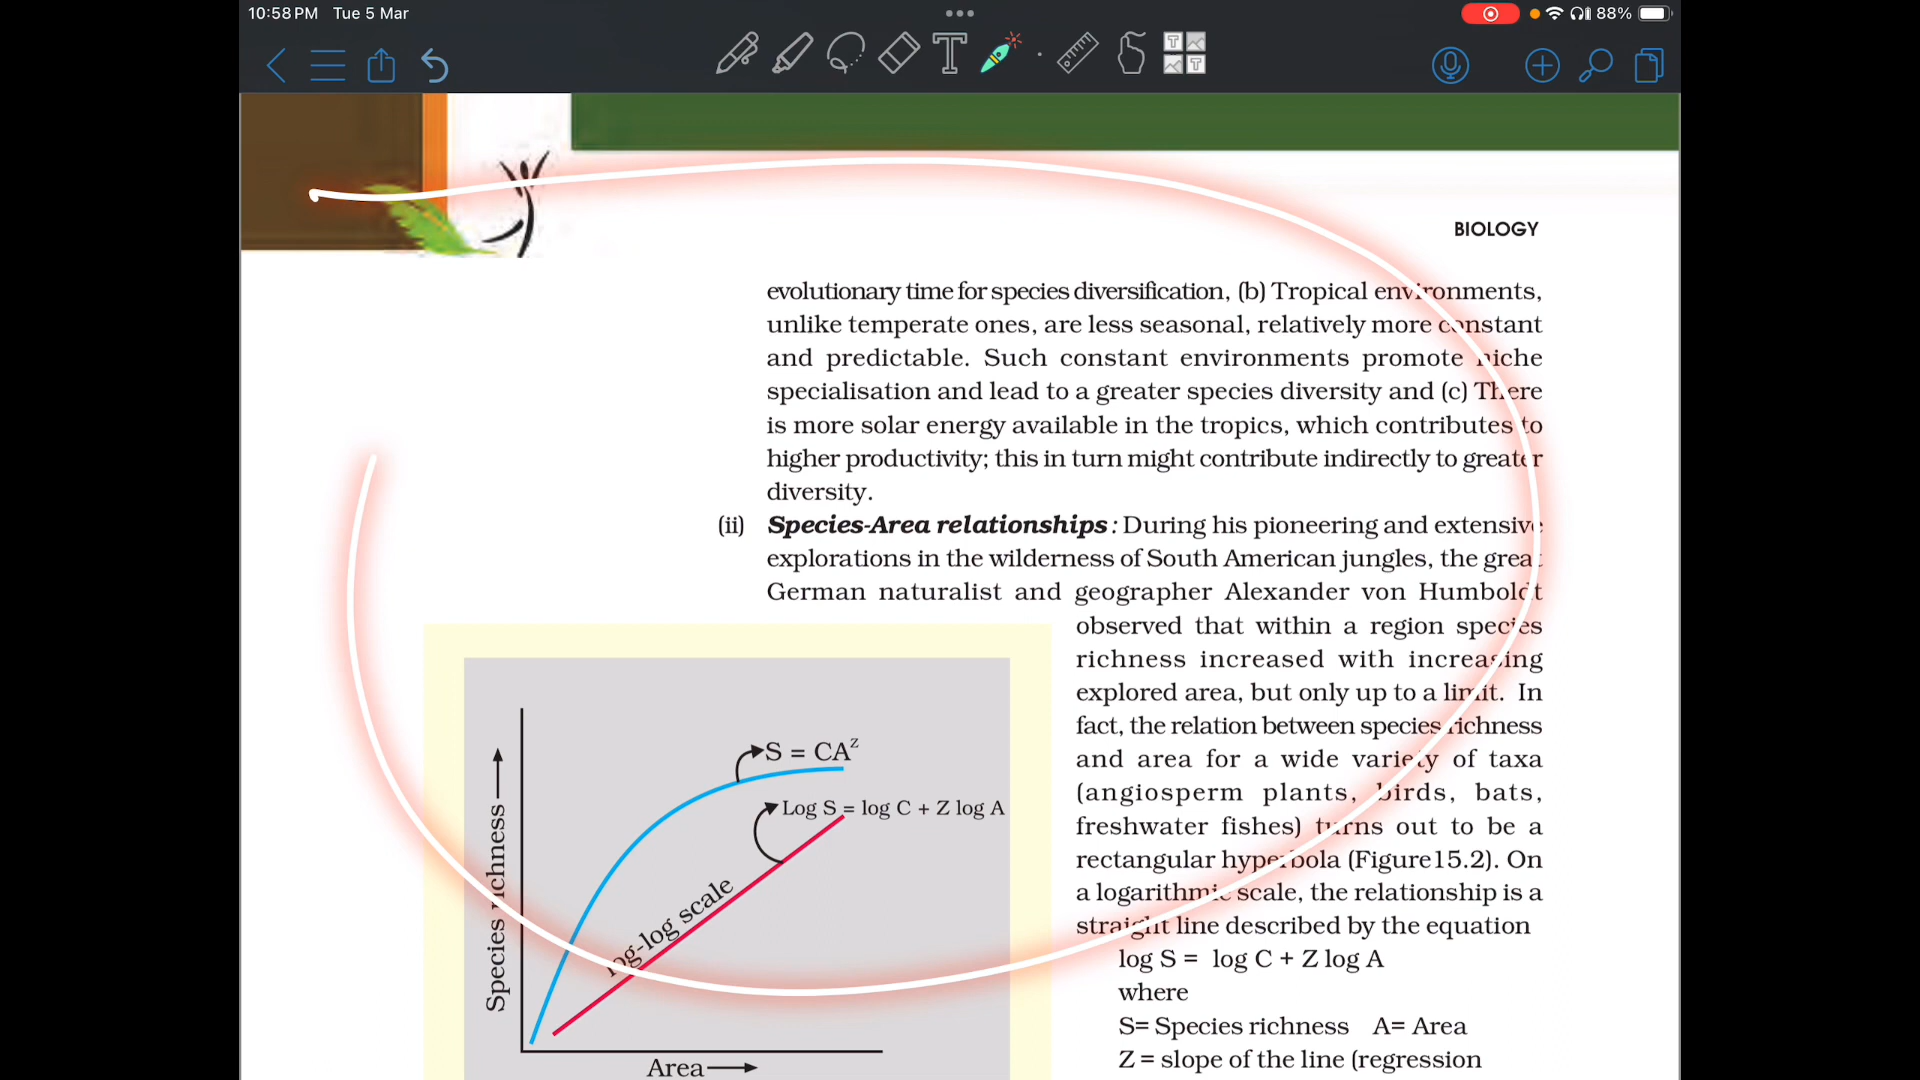 10:58 PM Tue 5 Mar
88%
BIOLOGY
evolutionary time for species diversification, (b) Tropical environments,
unlike temperate ones, are less seasonal, relatively more constant
and predictable. Such constant environments promote niche
specialisation and lead to a greater species diversity and (c) There
is more solar energy available in the tropics, which contributes to
higher productivity; this in turn might contribute indirectly to greater
diversity.
(ii) Species-Area relationships : During his pioneering and extensive
explorations in the wilderness of South American jungles, the great
German naturalist and geographer Alexander von Humboldt
observed that within a region species
richness increased with increasing
explored area, but only up to a limit. In
fact, the relation between species richness
and area for a wide variety of taxa
(angiosperm plants, birds, bats,
freshwater fishes) turns out to be a
rectangular hyperbola (Figure15.2). On
a logarithmic scale, the relationship is a
straight line described by the equation
log S = log C + Z log A
where
S= Species richness A= Area
Z = slope of the line (regression
S = CA^Z
Log S = log C + Z log A
log-log scale
Species richness
Area